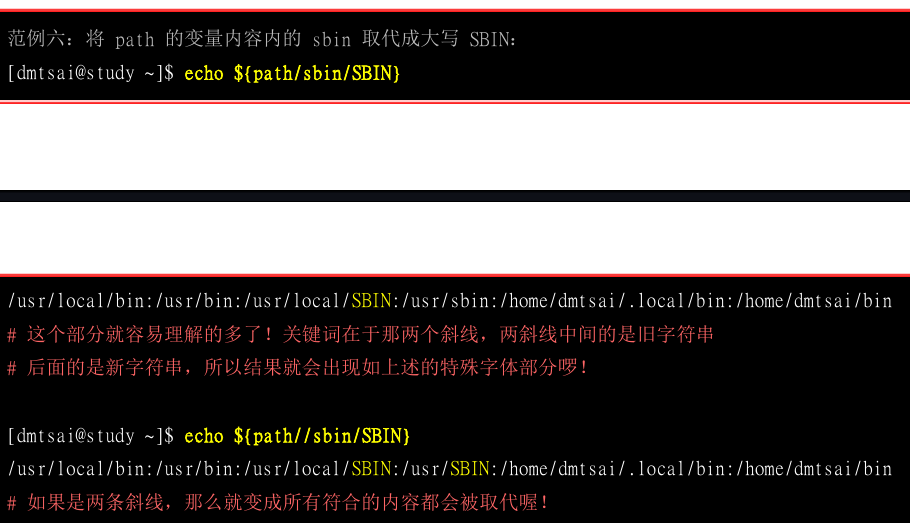 范例六：将 path 的变量内容内的 sbin 取代成大写 SBIN：
[dmtsai@study ~]$ echo ${path/sbin/SBIN}
/usr/local/bin:/usr/bin:/usr/local/SBIN:/usr/sbin:/home/dmtsai/.local/bin:/home/dmtsai/bin
# 这个部分就容易理解的多了！关键词在于那两个斜线，两斜线中间的是旧字符串
# 后面的是新字符串，所以结果就会出现如上述的特殊字体部分啰！
[dmtsai@study ~]$ echo ${path//sbin/SBIN}
/usr/local/bin:/usr/bin:/usr/local/SBIN:/usr/SBIN:/home/dmtsai/.local/bin:/home/dmtsai/bin
# 如果是两条斜线，那么就变成所有符合的内容都会被取代喔！